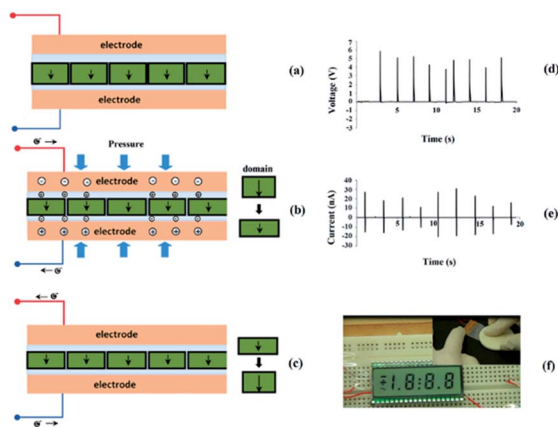 electrode
electrode
(a)
e⁻ →
Pressure
electrode
electrode
domain
(b)
← e⁻
← e⁻
electrode
electrode
(c)
e⁻ →
Voltage (V)
7
6
5
4
3
2
1
0
-1
-2
-3
0
5
10
15
20
Time (s)
(d)
Current (nA)
40
30
20
10
0
-10
-20
-30
0
5
10
15
20
Time (s)
(e)
1.8:8.8
(f)